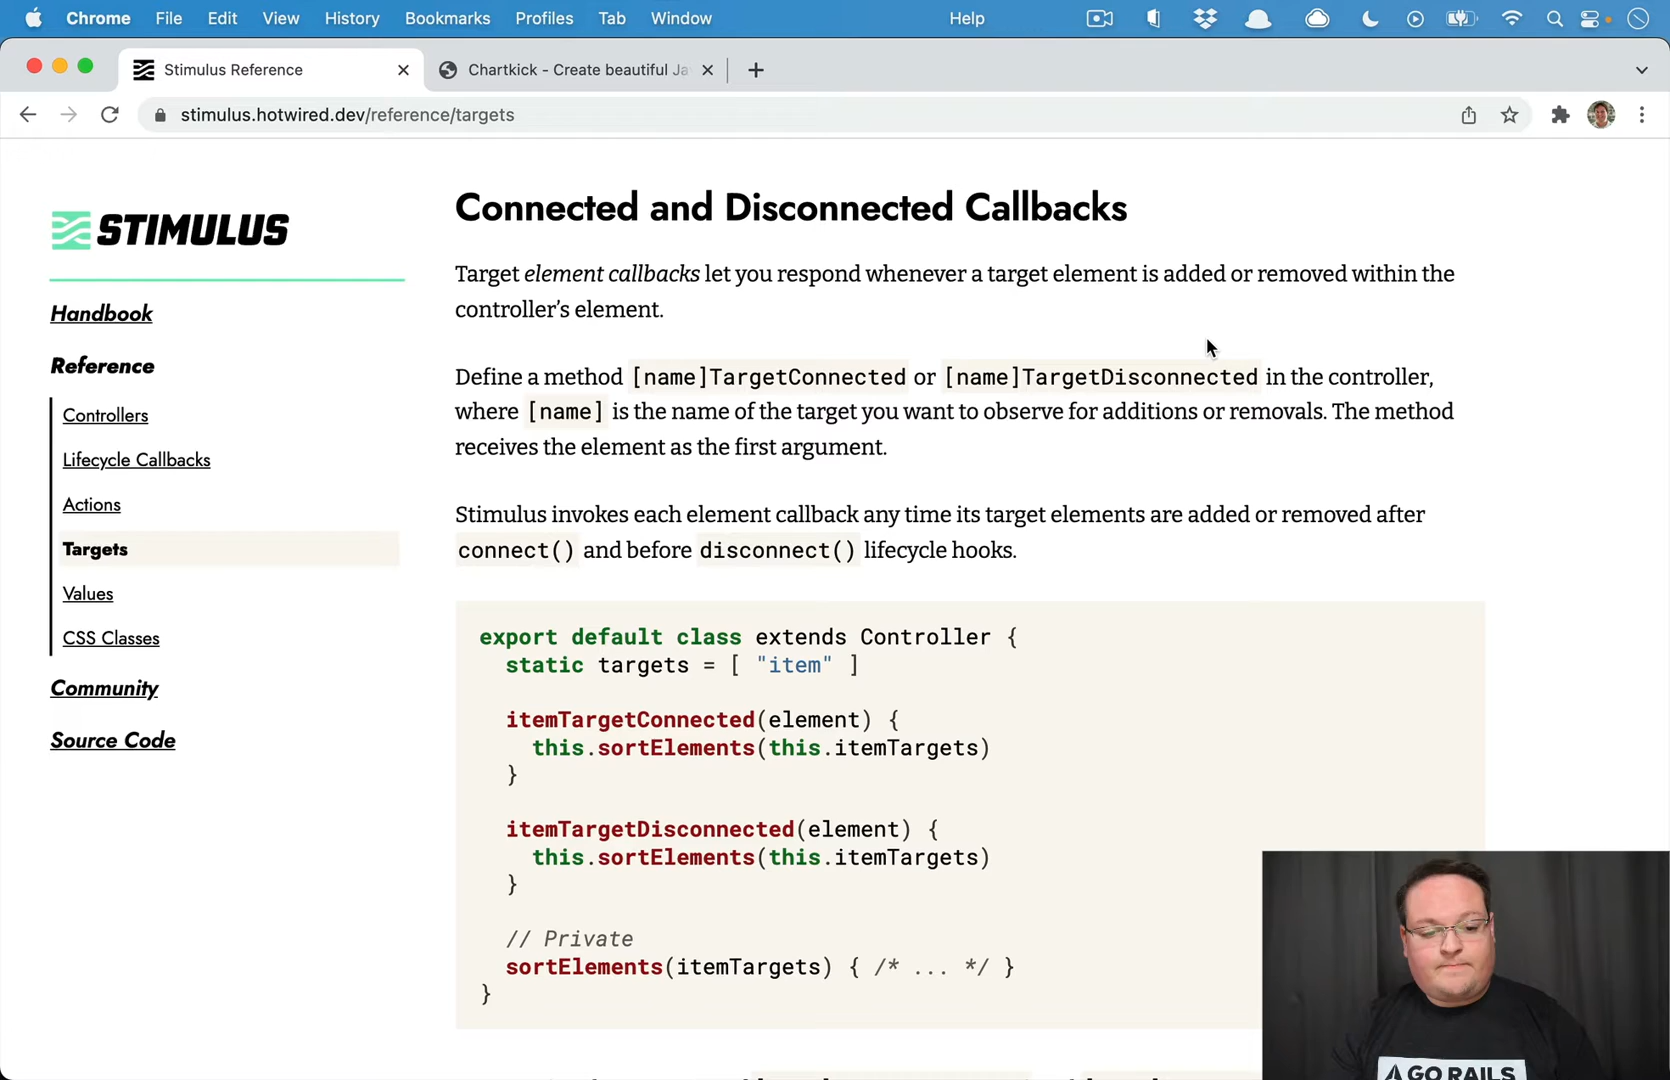 Chrome File Edit View History Bookmarks Profiles Tab Window Help
Stimulus Reference
Chartkick - Create beautiful Ja
stimulus.hotwired.dev/reference/targets
STIMULUS
Handbook
Reference
Controllers
Lifecycle Callbacks
Actions
Targets
Values
CSS Classes
Community
Source Code
Connected and Disconnected Callbacks
Target element callbacks let you respond whenever a target element is added or removed within the
controller’s element.
Define a method [name]TargetConnected or [name]TargetDisconnected in the controller,
where [name] is the name of the target you want to observe for additions or removals. The method
receives the element as the first argument.
Stimulus invokes each element callback any time its target elements are added or removed after
connect() and before disconnect() lifecycle hooks.
export default class extends Controller {
static targets = [ "item" ]
itemTargetConnected(element) {
this.sortElements(this.itemTargets)
}
itemTargetDisconnected(element) {
this.sortElements(this.itemTargets)
}
// Private
sortElements(itemTargets) { /* ... */ }
}
GO RAILS